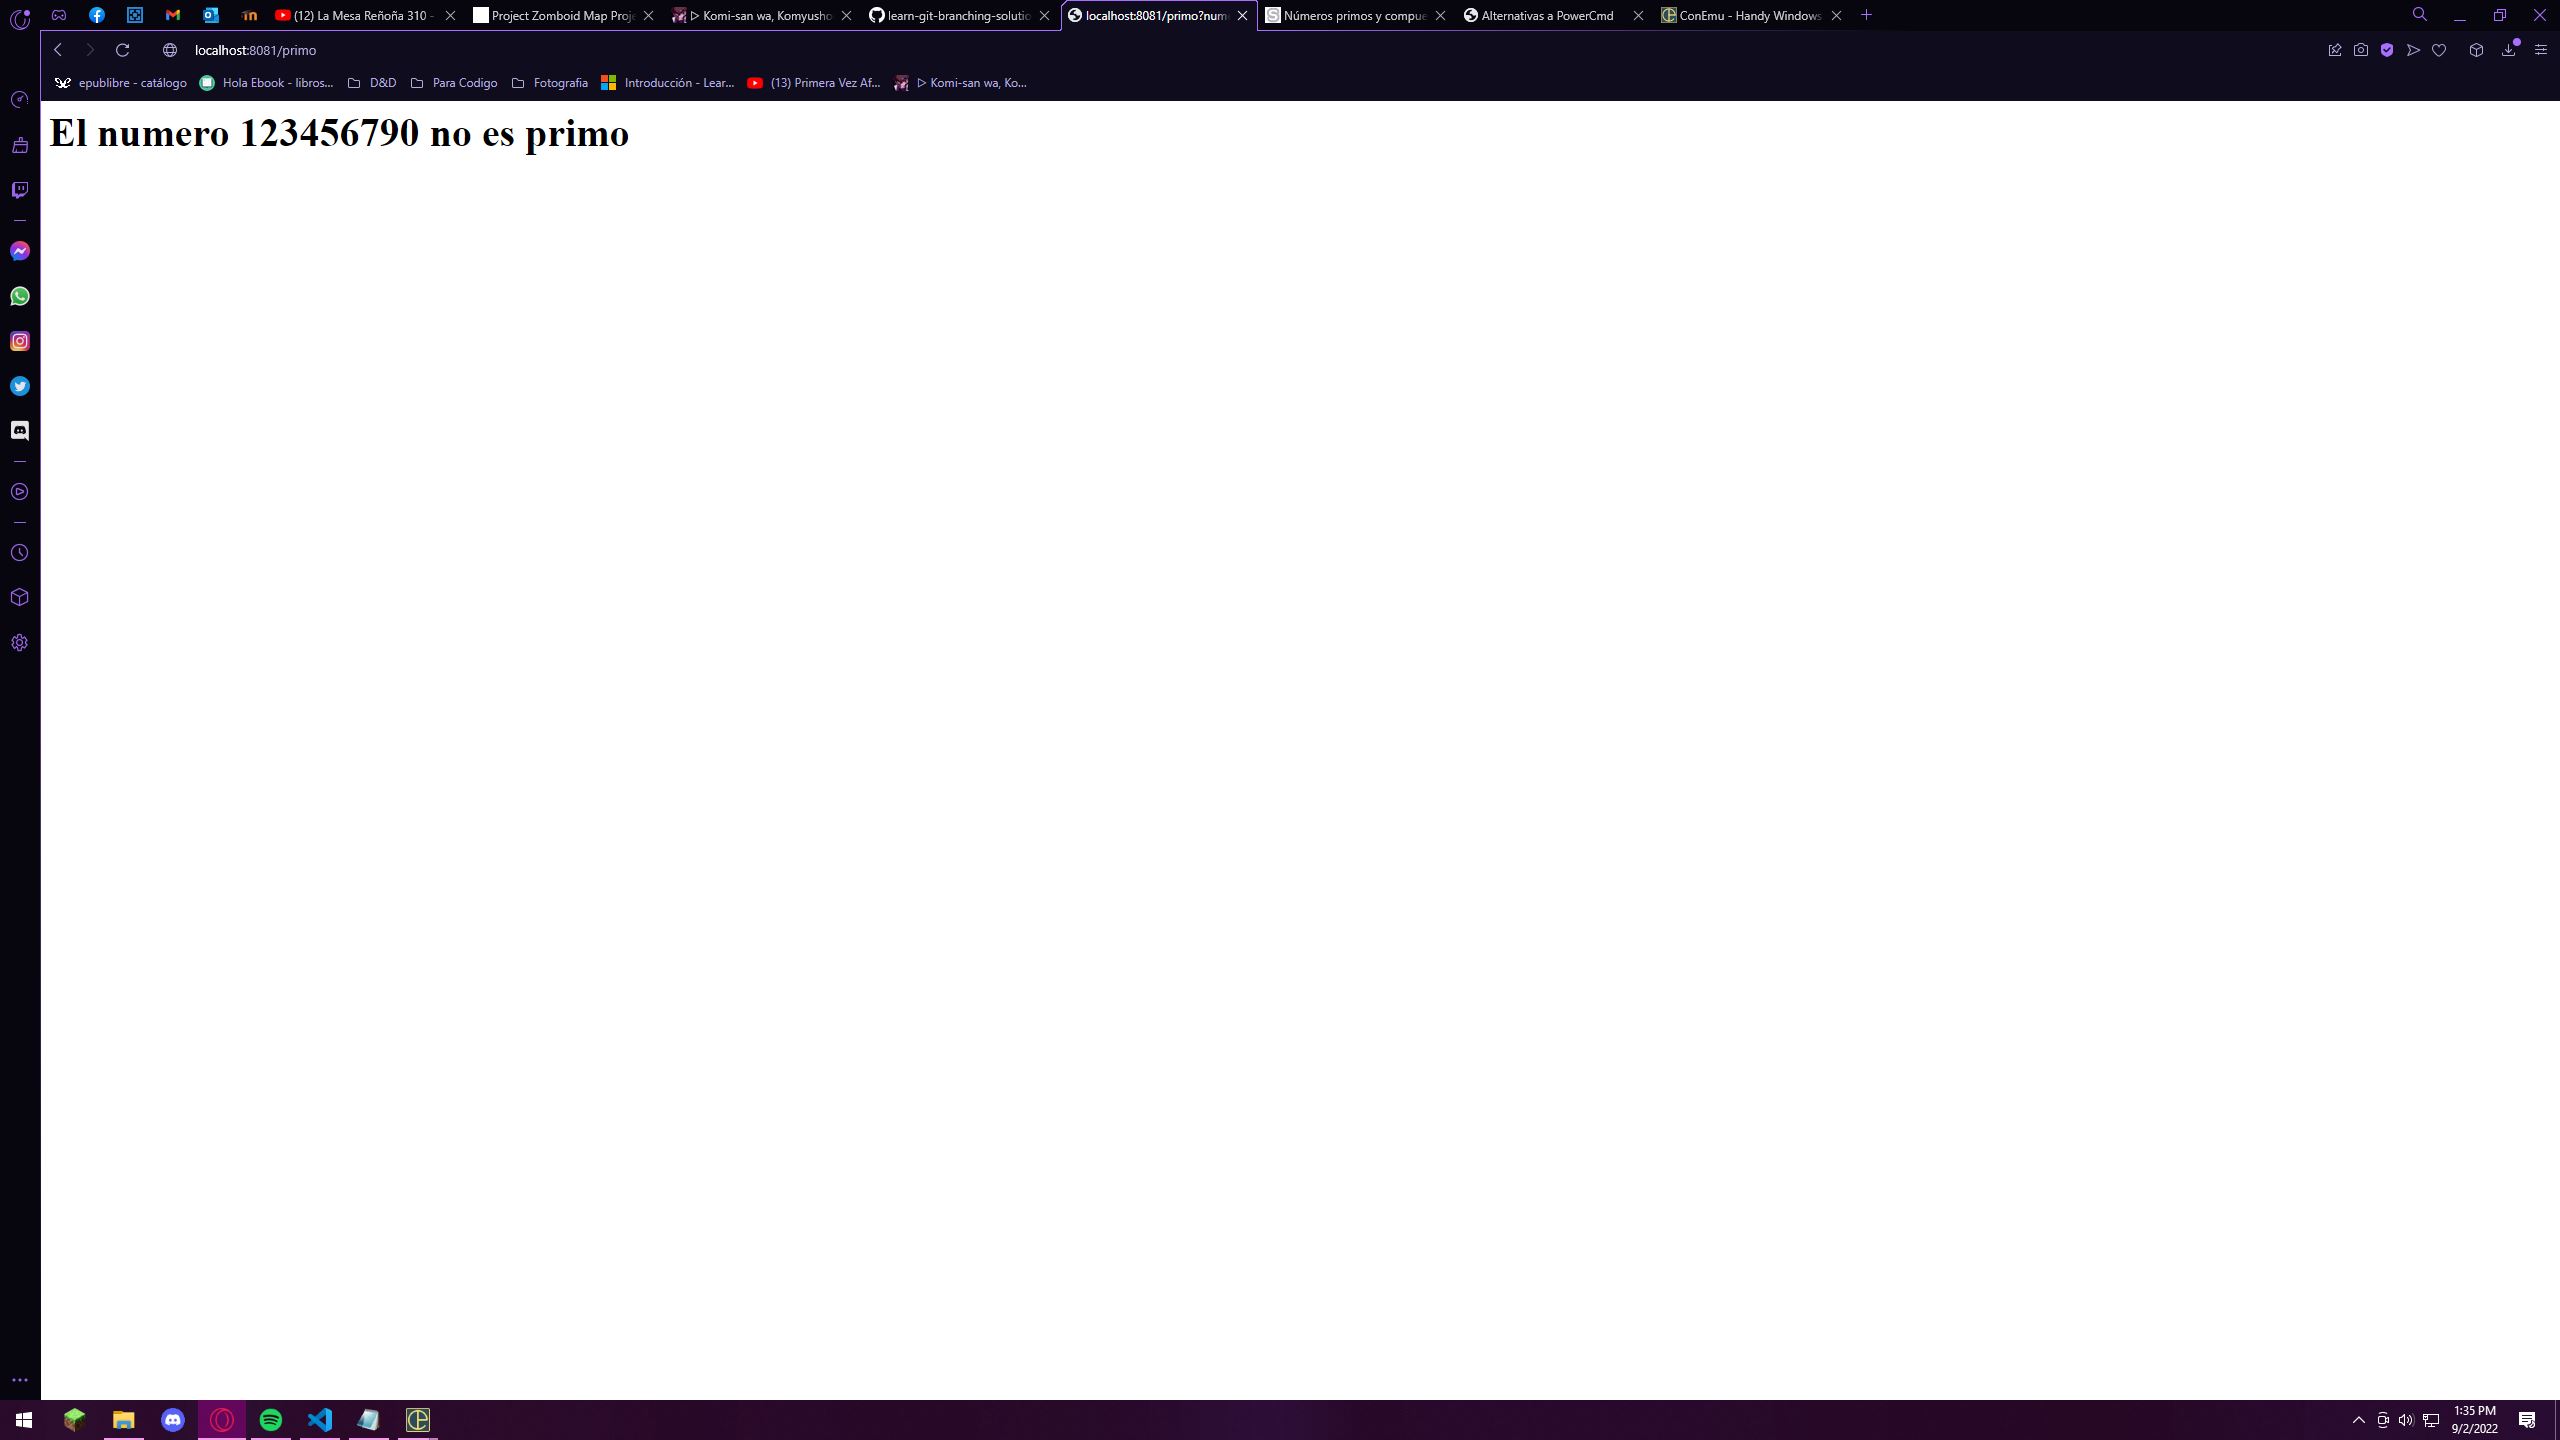 (12) La Mesa Reñoña 310 -
Project Zomboid Map Proje
ᐅ Komi-san wa, Komyusho
learn-git-branching-solutio
localhost:8081/primo?num
Números primos y compue
Alternativas a PowerCmd
ConEmu - Handy Windows
localhost:8081/primo
epublibre - catálogo
Hola Ebook - libros...
D&D
Para Codigo
Fotografia
Introducción - Lear...
(13) Primera Vez Af...
ᐅ Komi-san wa, Ko...
El numero 123456790 no es primo
1:35 PM
9/2/2022